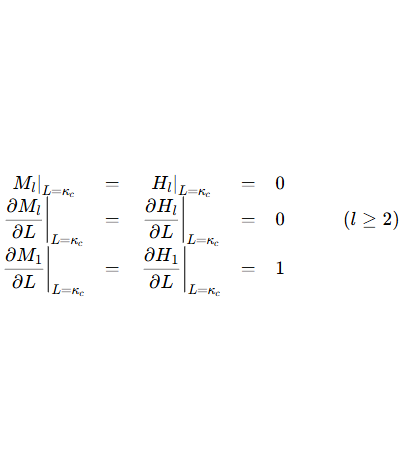 M_l|_{L=κ_c} = H_l|_{L=κ_c} = 0
∂M_l/∂L|_{L=κ_c} = ∂H_l/∂L|_{L=κ_c} = 0 (l ≥ 2)
∂M_1/∂L|_{L=κ_c} = ∂H_1/∂L|_{L=κ_c} = 1